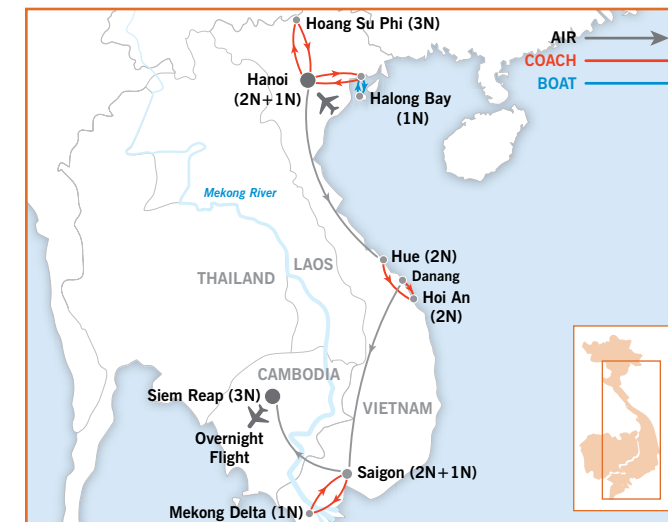 Hoang Su Phi (3N)
AIR
COACH
BOAT
Hanoi
(2N+1N)
Halong Bay
(1N)
Mekong River
Hue (2N)
Danang
Hoi An
(2N)
LAOS
THAILAND
CAMBODIA
Siem Reap (3N)
VIETNAM
Overnight
Flight
Saigon (2N+1N)
Mekong Delta (1N)